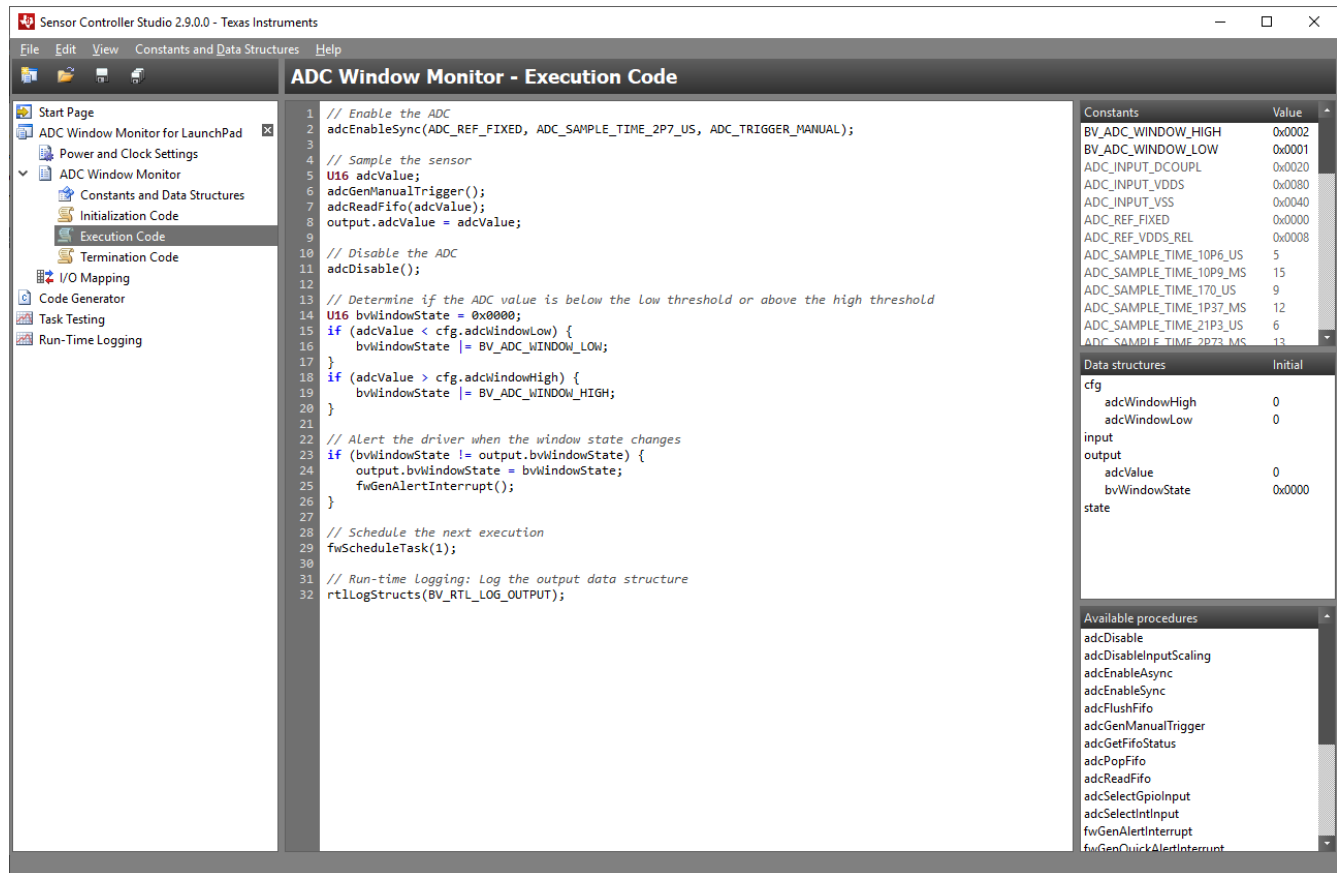 Sensor Controller Studio 2.9.0.0 - Texas Instruments
File Edit View Constants and Data Structures Help
ADC Window Monitor - Execution Code
Start Page
ADC Window Monitor for LaunchPad
Power and Clock Settings
ADC Window Monitor
Constants and Data Structures
Initialization Code
Execution Code
Termination Code
I/O Mapping
Code Generator
Task Testing
Run-Time Logging
1 // Enable the ADC
2 adcEnableSync(ADC_REF_FIXED, ADC_SAMPLE_TIME_2P7_US, ADC_TRIGGER_MANUAL);
3
4 // Sample the sensor
5 U16 adcValue;
6 adcGenManualTrigger();
7 adcReadFifo(adcValue);
8 output.adcValue = adcValue;
9
10 // Disable the ADC
11 adcDisable();
12
13 // Determine if the ADC value is below the low threshold or above the high threshold
14 U16 bvWindowState = 0x0000;
15 if (adcValue < cfg.adcWindowLow) {
16     bvWindowState |= BV_ADC_WINDOW_LOW;
17 }
18 if (adcValue > cfg.adcWindowHigh) {
19     bvWindowState |= BV_ADC_WINDOW_HIGH;
20 }
21
22 // Alert the driver when the window state changes
23 if (bvWindowState != output.bvWindowState) {
24     output.bvWindowState = bvWindowState;
25     fwGenAlertInterrupt();
26 }
27
28 // Schedule the next execution
29 fwScheduleTask(1);
30
31 // Run-time logging: Log the output data structure
32 rtlLogStructs(BV_RTL_LOG_OUTPUT);
Constants Value
BV_ADC_WINDOW_HIGH 0x0002
BV_ADC_WINDOW_LOW 0x0001
ADC_INPUT_DCOUPL 0x0020
ADC_INPUT_VDDS 0x0080
ADC_INPUT_VSS 0x0040
ADC_REF_FIXED 0x0000
ADC_REF_VDDS_REL 0x0008
ADC_SAMPLE_TIME_10P6_US 5
ADC_SAMPLE_TIME_10P9_MS 15
ADC_SAMPLE_TIME_170_US 9
ADC_SAMPLE_TIME_1P37_MS 12
ADC_SAMPLE_TIME_21P3_US 6
ADC_SAMPLE_TIME_2P73_MS 13
Data structures Initial
cfg
adcWindowHigh 0
adcWindowLow 0
input
output
adcValue 0
bvWindowState 0x0000
state
Available procedures
adcDisable
adcDisableInputScaling
adcEnableAsync
adcEnableSync
adcFlushFifo
adcGenManualTrigger
adcGetFifoStatus
adcPopFifo
adcReadFifo
adcSelectGpioInput
adcSelectIntInput
fwGenAlertInterrupt
fwGenQuickAlertInterrupt